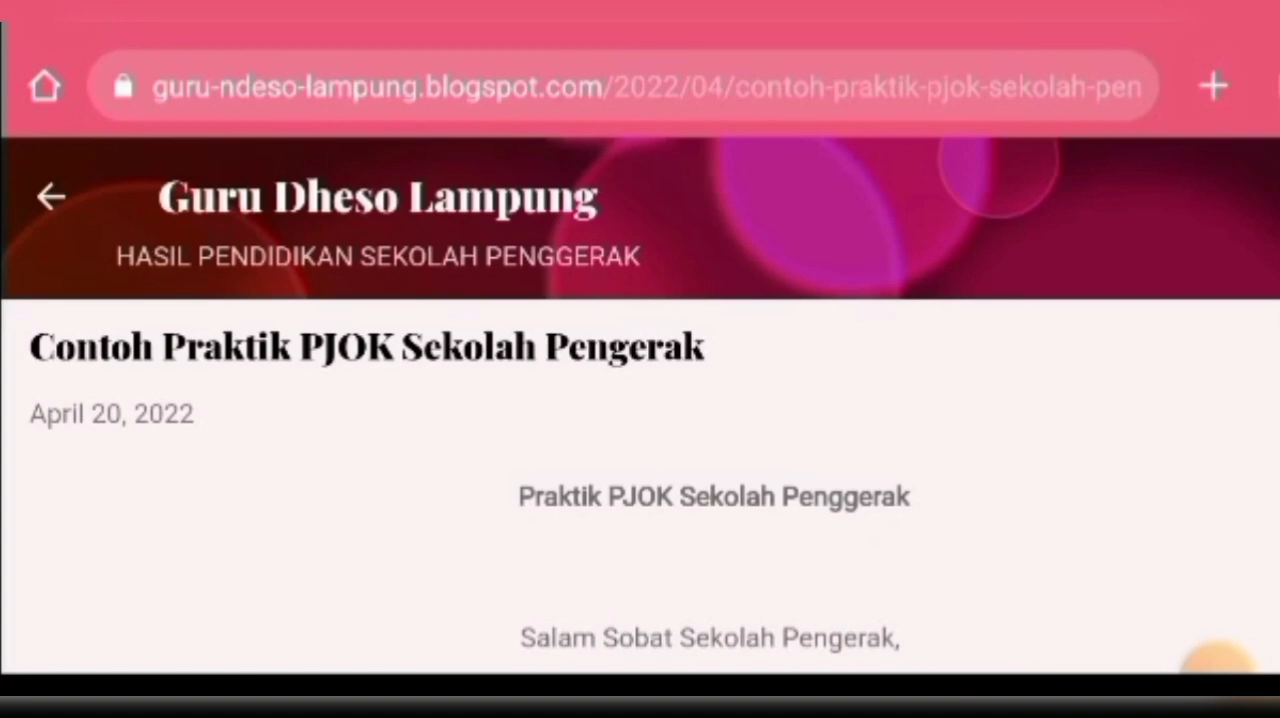 guru-ndeso-lampung.blogspot.com/2022/04/contoh-praktik-pjok-sekolah-pen
Guru Dheso Lampung
HASIL PENDIDIKAN SEKOLAH PENGGERAK
Contoh Praktik PJOK Sekolah Pengerak
April 20, 2022
Praktik PJOK Sekolah Penggerak
Salam Sobat Sekolah Pengerak,